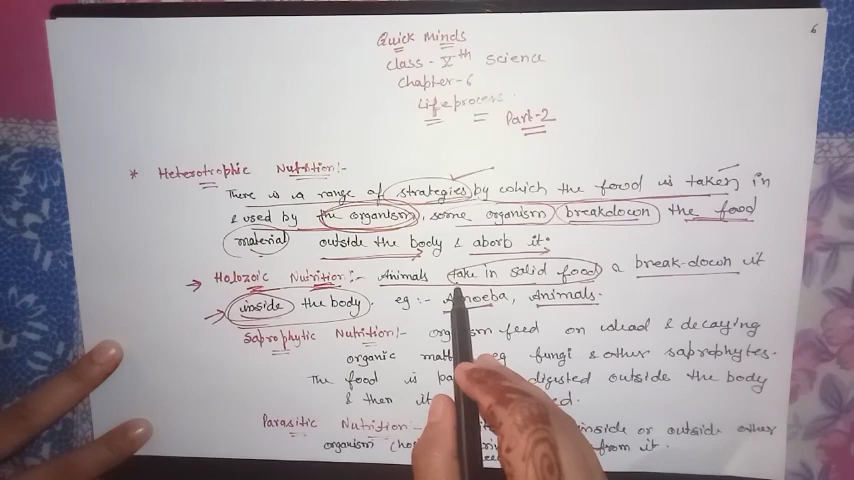 6
Quick Minds
Class - Xth Science
Chapter-6
Lifeprocess
Part-2
* Heterotrophic Nutrition:-
There is a range of strategies by which the food is taken in
& used by the organism, some organism breakdown the food
material outside the body & aborb it.
→ Holozoic Nutrition:- Animals take in solid food & break-down it
inside the body. eg:- Amoeba, Animals.
Saprophytic Nutrition:- organism feed on dead & decaying
organic eg fungi & other saprophytes.
The food is digested outside the body
& then it
Parasitic Nutrition:- inside or outside other
organism from it.